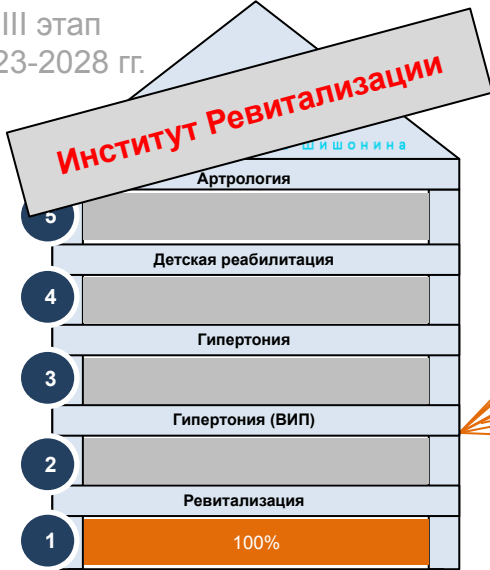 III этап
23-2028 гг.
Институт Ревитализации
Шишонина
Артрология
5
Детская реабилитация
4
Гипертония
3
Гипертония (ВИП)
2
Ревитализация
1
100%